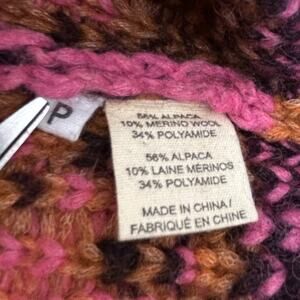 P
56% ALPACA
10% MERINO WOOL
34% POLYAMIDE
56% ALPACA
10% LAINE MÉRINOS
34% POLYAMIDE
MADE IN CHINA/
FABRIQUÉ EN CHINE